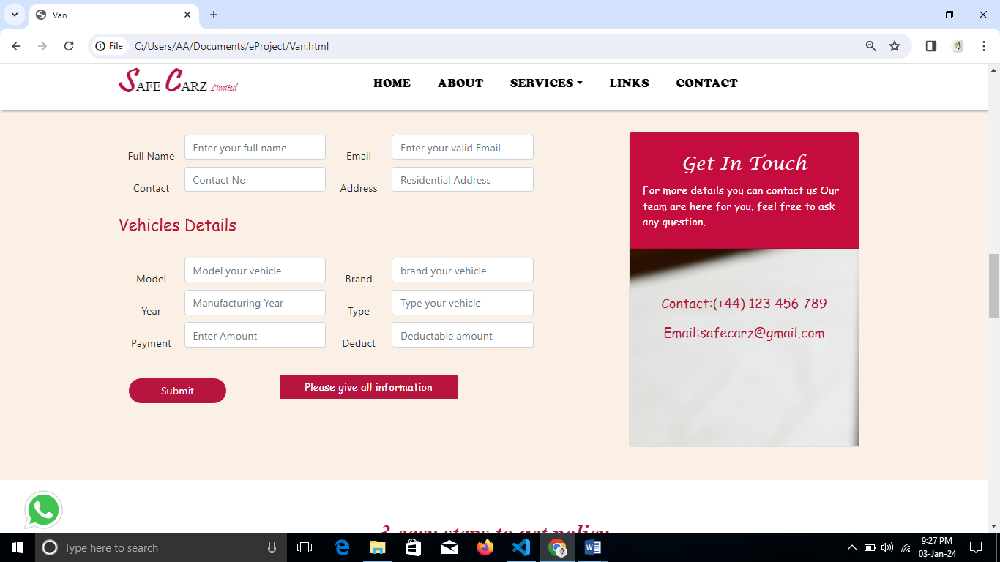 Van
File
C:/Users/AA/Documents/eProject/Van.html
SAFE CARZ Limited
HOME
ABOUT
SERVICES
LINKS
CONTACT
Full Name
Enter your full name
Email
Enter your valid Email
Contact
Contact No
Address
Residential Address
Vehicles Details
Model
Model your vehicle
Brand
brand your vehicle
Year
Manufacturing Year
Type
Type your vehicle
Payment
Enter Amount
Deduct
Deductable amount
Submit
Please give all information
Get In Touch
For more details you can contact us Our
team are here for you. feel free to ask
any question.
Contact:(+44) 123 456 789
Email:safecarz@gmail.com
3 easy steps to get policy
Type here to search
9:27 PM
03-Jan-24